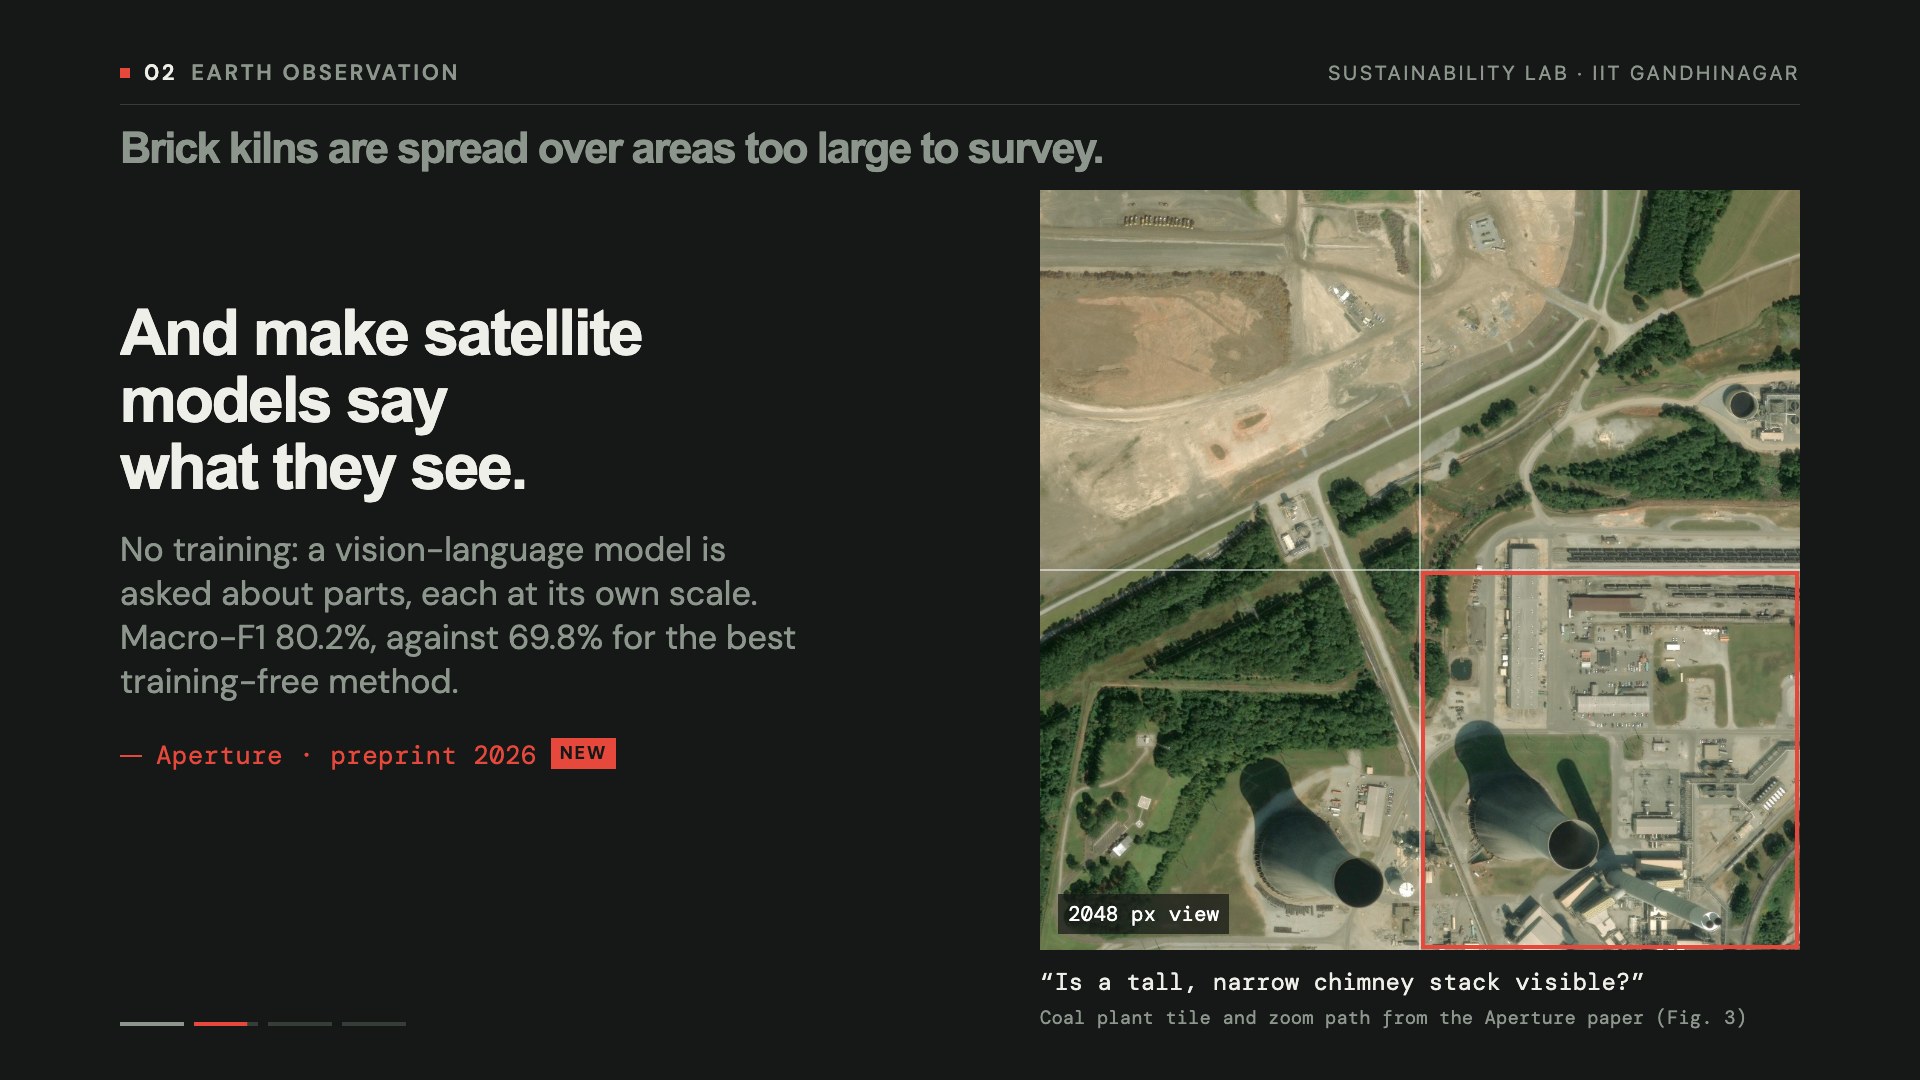 02 EARTH OBSERVATION
SUSTAINABILITY LAB · IIT GANDHINAGAR
Brick kilns are spread over areas too large to survey.
And make satellite
models say
what they see.
No training: a vision-language model is
asked about parts, each at its own scale.
Macro-F1 80.2%, against 69.8% for the best
training-free method.
— Aperture · preprint 2026 NEW
2048 px view
“Is a tall, narrow chimney stack visible?”
Coal plant tile and zoom path from the Aperture paper (Fig. 3)